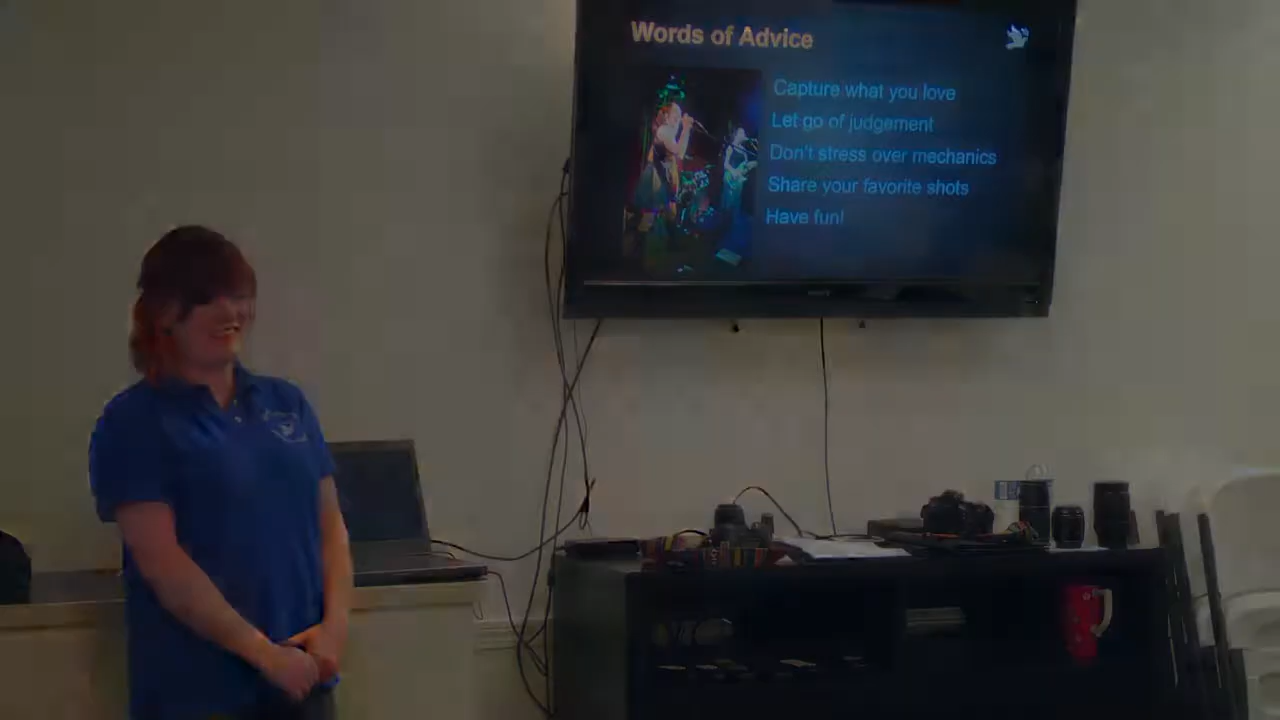 Words of Advice
Capture what you love
Let go of judgement
Don't stress over mechanics
Share your favorite shots
Have fun!